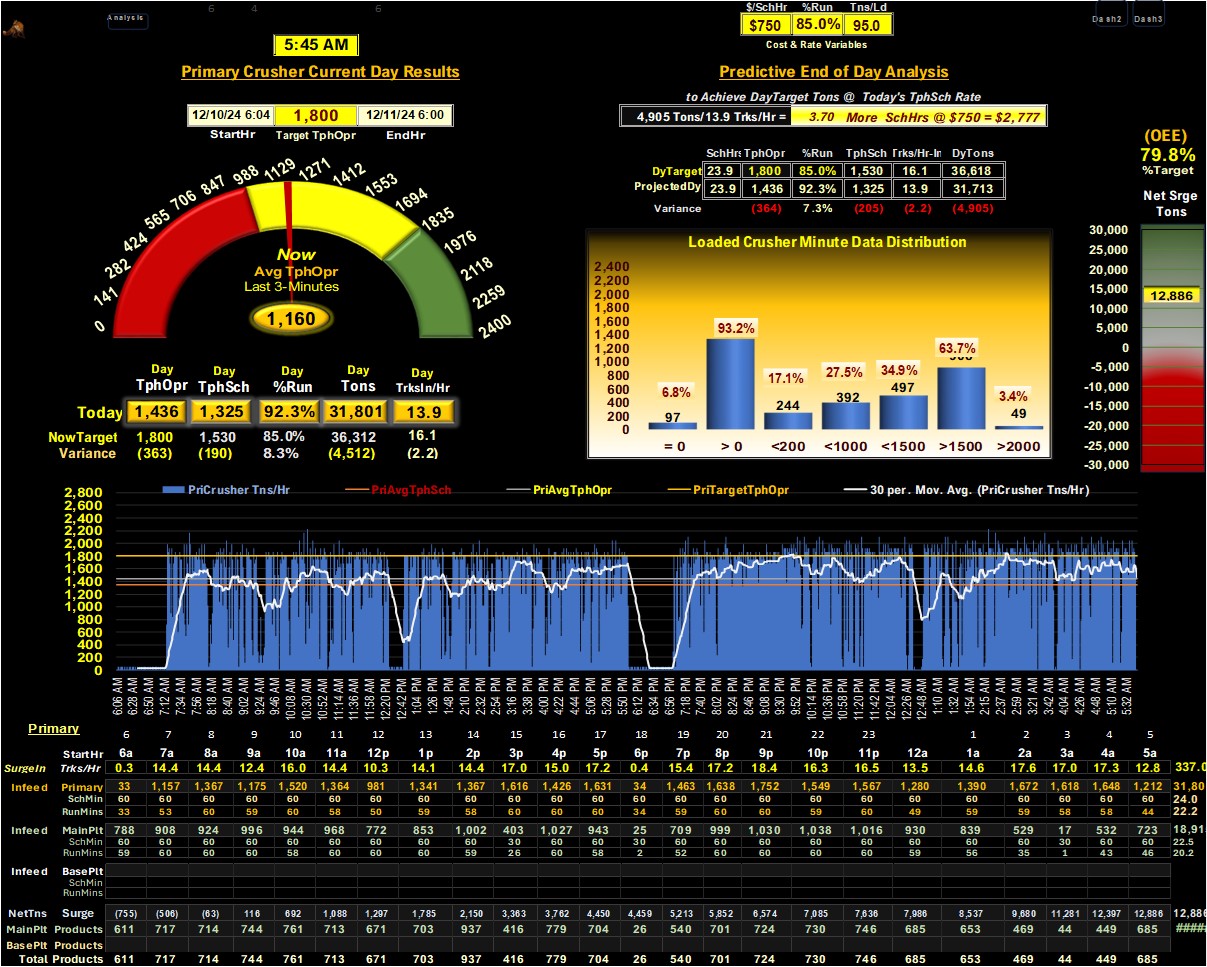 6 4 6
Analysis
$/SchHr %Run Tns/Ld
$750 85.0% 95.0
Cost & Rate Variables
Dash2 Dash3
5:45 AM
Primary Crusher Current Day Results
Predictive End of Day Analysis
to Achieve DayTarget Tons @ Today's TphSch Rate
12/10/24 6:04 1,800 12/11/24 6:00
StartHr Target TphOpr EndHr
4,905 Tons/13.9 Trks/Hr = 3.70 More SchHrs @ $750 = $2,777
(OEE)
79.8%
%Target
SchHrs TphOpr %Run TphSch Trks/Hr-In DyTons
DyTarget 23.9 1,800 85.0% 1,530 16.1 36,618
ProjectedDy 23.9 1,436 92.3% 1,325 13.9 31,713
Variance (364) 7.3% (205) (2.2) (4,905)
0 141 282 424 565 706 847 988 1129 1271 1412 1553 1694 1835 1976 2118 2259 2400
Now
Avg TphOpr
Last 3-Minutes
1,160
Net Srge
Tons
30,000
25,000
20,000
15,000
12,886
10,000
5,000
0
-5,000
-10,000
-15,000
-20,000
-25,000
-30,000
Loaded Crusher Minute Data Distribution
2,400
2,200
2,000
1,800
1,600
1,400
1,200
1,000
800
600
400
200
0
6.8% 93.2% 17.1% 27.5% 34.9% 63.7% 3.4%
97 244 392 497 49
= 0 > 0 <200 <1000 <1500 >1500 >2000
Day Day Day Day Day
TphOpr TphSch %Run Tons TrksIn/Hr
Today 1,436 1,325 92.3% 31,801 13.9
NowTarget 1,800 1,530 85.0% 36,312 16.1
Variance (363) (190) 8.3% (4,512) (2.2)
PriCrusher Tns/Hr PriAvgTphSch PriAvgTphOpr PriTargetTphOpr 30 per. Mov. Avg. (PriCrusher Tns/Hr)
2,800
2,600
2,400
2,200
2,000
1,800
1,600
1,400
1,200
1,000
800
600
400
200
0
6:06 AM 6:28 AM 6:50 AM 7:12 AM 7:34 AM 7:56 AM 8:18 AM 8:40 AM 9:02 AM 9:24 AM 9:46 AM 10:08 AM 10:30 AM 10:52 AM 11:14 AM 11:36 AM 11:58 AM 12:20 PM 12:42 PM 1:04 PM 1:26 PM 1:48 PM 2:10 PM 2:32 PM 2:54 PM 3:16 PM 3:38 PM 4:00 PM 4:22 PM 4:44 PM 5:06 PM 5:28 PM 5:50 PM 6:12 PM 6:34 PM 6:56 PM 7:18 PM 7:40 PM 8:02 PM 8:24 PM 8:46 PM 9:08 PM 9:30 PM 9:52 PM 10:14 PM 10:36 PM 10:58 PM 11:20 PM 11:42 PM 12:04 AM 12:26 AM 12:48 AM 1:10 AM 1:32 AM 1:54 AM 2:15 AM 2:37 AM 2:59 AM 3:21 AM 3:42 AM 4:04 AM 4:26 AM 4:48 AM 5:10 AM 5:32 AM
Primary 6 7 8 9 10 11 12 13 14 15 16 17 18 19 20 21 22 23 1 2 3 4 5
StartHr 6a 7a 8a 9a 10a 11a 12p 1p 2p 3p 4p 5p 6p 7p 8p 9p 10p 11p 12a 1a 2a 3a 4a 5a
SurgeIn Trks/Hr 0.3 14.4 14.4 12.4 16.0 14.4 10.3 14.1 14.4 17.0 15.0 17.2 0.4 15.4 17.2 18.4 16.3 16.5 13.5 14.6 17.6 17.0 17.3 12.8 337.0
Infeed Primary 33 1,157 1,367 1,175 1,520 1,364 981 1,341 1,367 1,616 1,426 1,631 34 1,463 1,638 1,752 1,549 1,567 1,280 1,390 1,672 1,618 1,648 1,212 31,80
SchMin 60 60 60 60 60 60 60 60 60 60 60 60 60 60 60 60 60 60 60 60 60 60 60 60 24.0
RunMins 33 53 60 59 60 58 50 59 58 60 60 60 34 59 60 60 59 60 49 59 59 58 58 44 22.2
Infeed MainPlt 788 908 924 996 944 968 772 853 1,002 403 1,027 943 25 709 999 1,030 1,038 1,016 930 839 529 17 532 723 18,91
SchMin 60 60 60 60 60 60 60 60 60 30 60 60 30 60 60 60 60 60 60 60 60 30 60 60 22.5
RunMins 59 60 60 60 58 60 60 60 59 26 60 58 2 52 60 60 60 60 59 56 35 1 43 46 20.2
Infeed BasePlt
SchMin
RunMins
NetTns Surge (755) (506) (63) 116 692 1,088 1,297 1,785 2,150 3,363 3,762 4,450 4,459 5,213 5,852 6,574 7,085 7,636 7,986 8,537 9,680 11,281 12,397 12,886 12,886
MainPlt Products 611 717 714 744 761 713 671 703 937 416 779 704 26 540 701 724 730 746 685 653 469 44 449 685 ####
BasePlt Products
Total Products 611 717 714 744 761 713 671 703 937 416 779 704 26 540 701 724 730 746 685 653 469 44 449 685